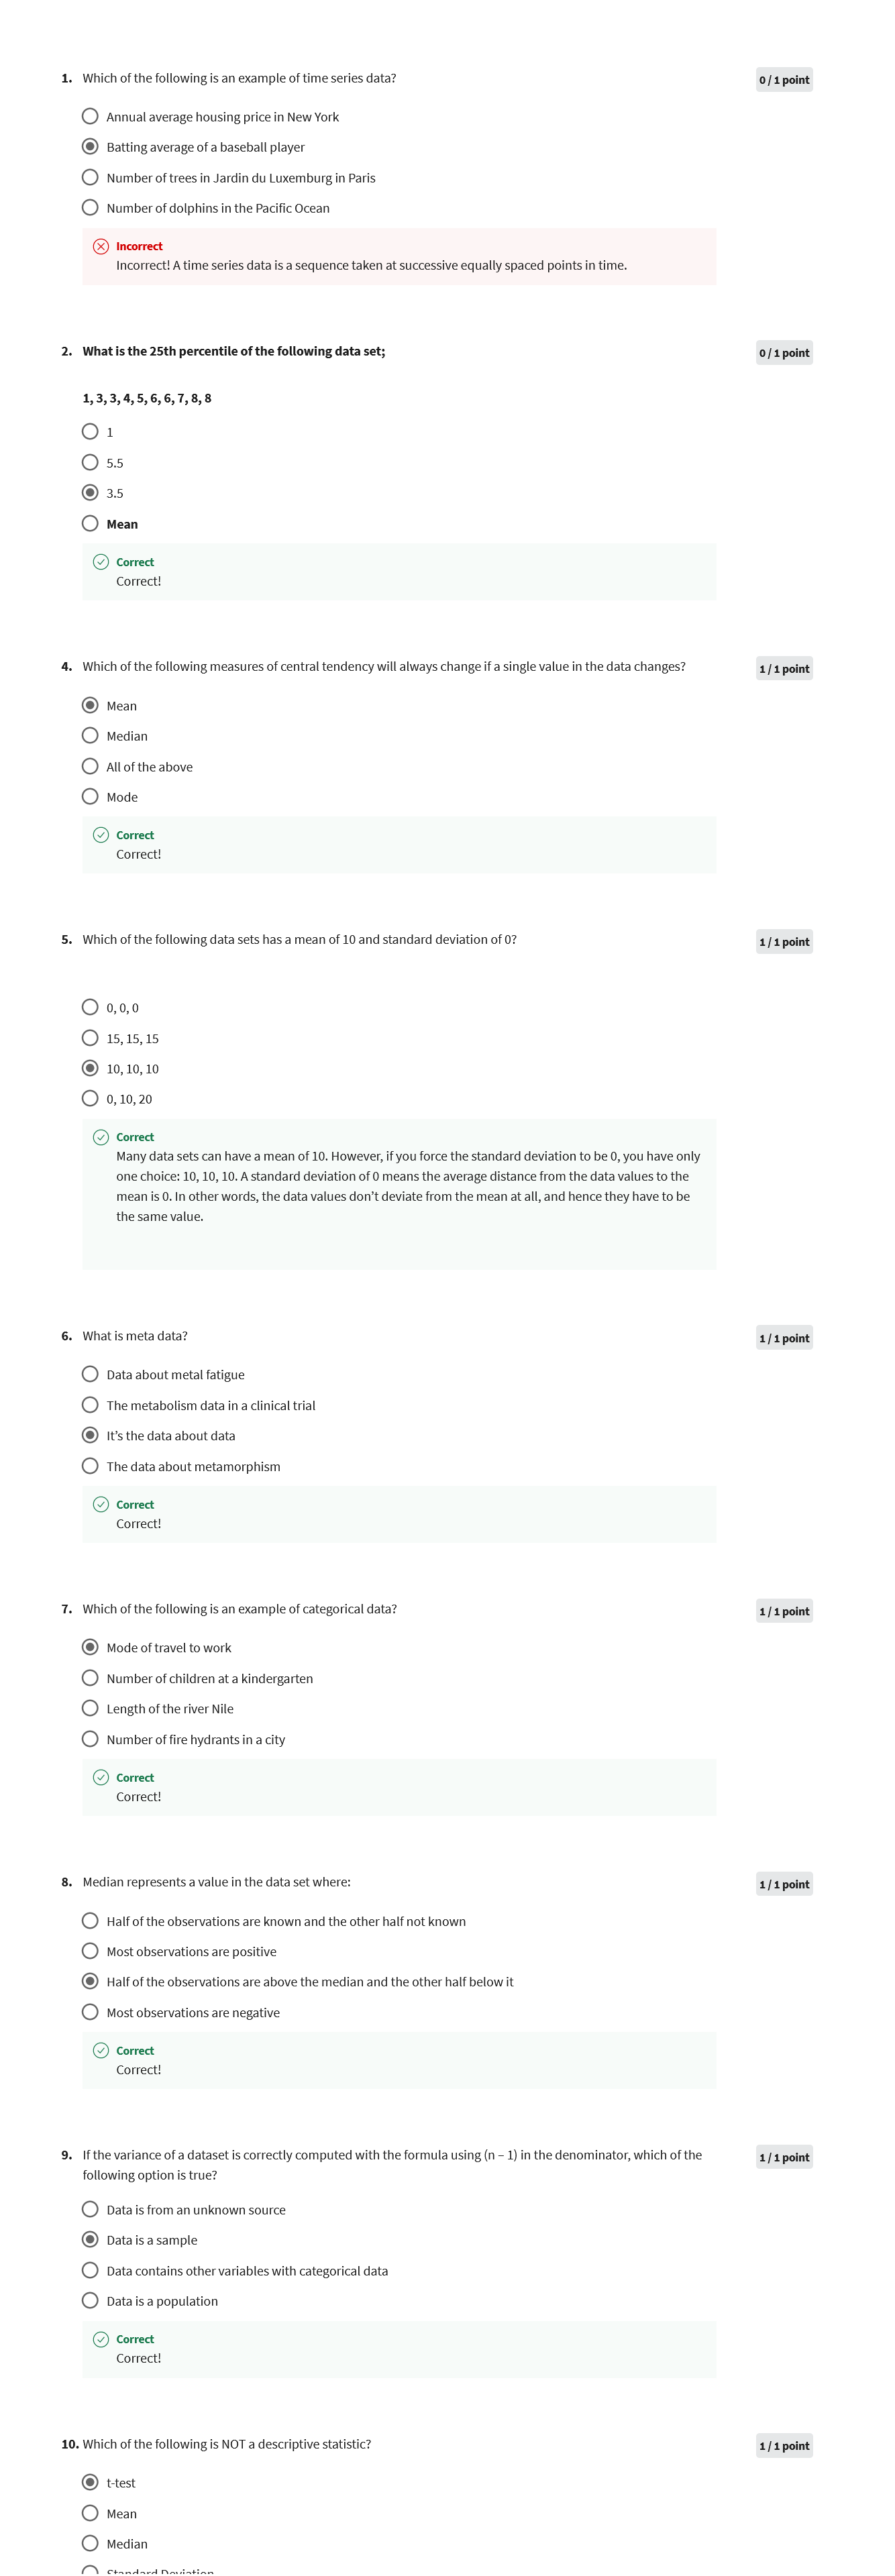 1. Which of the following is an example of time series data?
0 / 1 point
Annual average housing price in New York
Batting average of a baseball player
Number of trees in Jardin du Luxemburg in Paris
Number of dolphins in the Pacific Ocean
Incorrect
Incorrect! A time series data is a sequence taken at successive equally spaced points in time.
2. What is the 25th percentile of the following data set;
0 / 1 point
1, 3, 3, 4, 5, 6, 6, 7, 8, 8
1
5.5
3.5
Mean
Correct
Correct!
4. Which of the following measures of central tendency will always change if a single value in the data changes?
1 / 1 point
Mean
Median
All of the above
Mode
Correct
Correct!
5. Which of the following data sets has a mean of 10 and standard deviation of 0?
1 / 1 point
0, 0, 0
15, 15, 15
10, 10, 10
0, 10, 20
Correct
Many data sets can have a mean of 10. However, if you force the standard deviation to be 0, you have only
one choice: 10, 10, 10. A standard deviation of 0 means the average distance from the data values to the
mean is 0. In other words, the data values don’t deviate from the mean at all, and hence they have to be
the same value.
6. What is meta data?
1 / 1 point
Data about metal fatigue
The metabolism data in a clinical trial
It’s the data about data
The data about metamorphism
Correct
Correct!
7. Which of the following is an example of categorical data?
1 / 1 point
Mode of travel to work
Number of children at a kindergarten
Length of the river Nile
Number of fire hydrants in a city
Correct
Correct!
8. Median represents a value in the data set where:
1 / 1 point
Half of the observations are known and the other half not known
Most observations are positive
Half of the observations are above the median and the other half below it
Most observations are negative
Correct
Correct!
9. If the variance of a dataset is correctly computed with the formula using (n – 1) in the denominator, which of the
1 / 1 point
following option is true?
Data is from an unknown source
Data is a sample
Data contains other variables with categorical data
Data is a population
Correct
Correct!
10. Which of the following is NOT a descriptive statistic?
1 / 1 point
t-test
Mean
Median
Standard Deviation